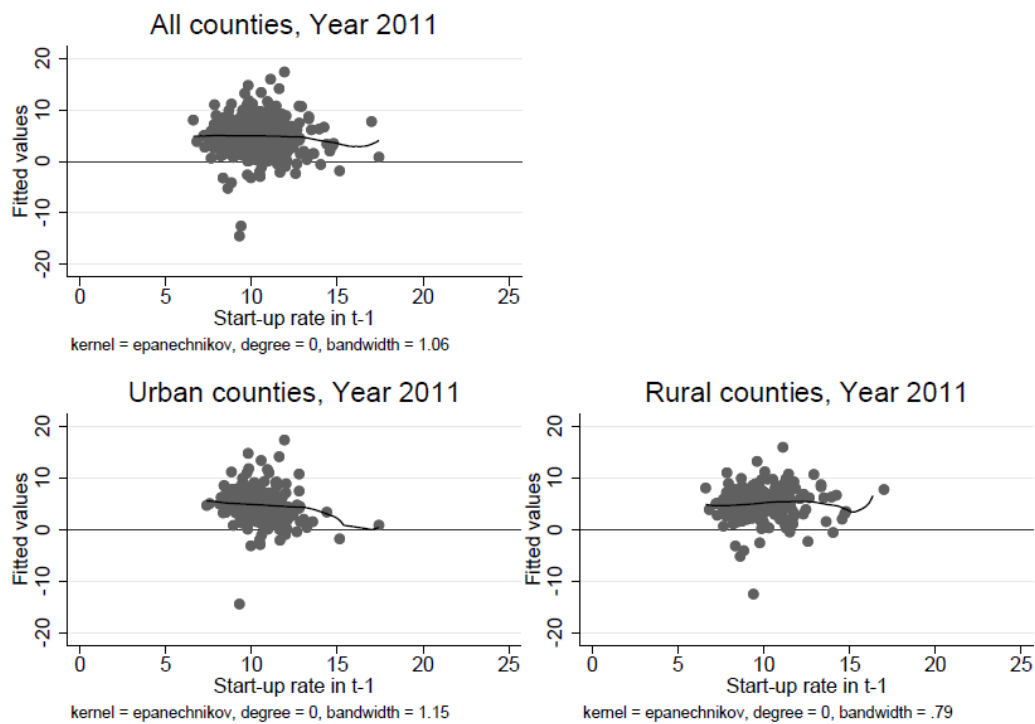 All counties, Year 2011
Fitted values
20
10
0
-10
-20
0 5 10 15 20 25
Start-up rate in t-1
kernel = epanechnikov, degree = 0, bandwidth = 1.06
Urban counties, Year 2011
Fitted values
20
10
0
-10
-20
0 5 10 15 20 25
Start-up rate in t-1
kernel = epanechnikov, degree = 0, bandwidth = 1.15
Rural counties, Year 2011
Fitted values
20
10
0
-10
-20
0 5 10 15 20 25
Start-up rate in t-1
kernel = epanechnikov, degree = 0, bandwidth = .79